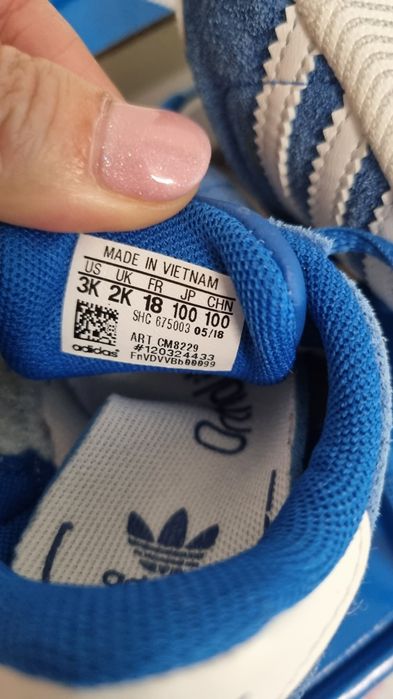 MADE IN VIETNAM
US UK FR JP CHN
3K 2K 18 100 100
SHC 675003 05/18
ART CM8229
#120324433
FnVDVVBb00099
adidas